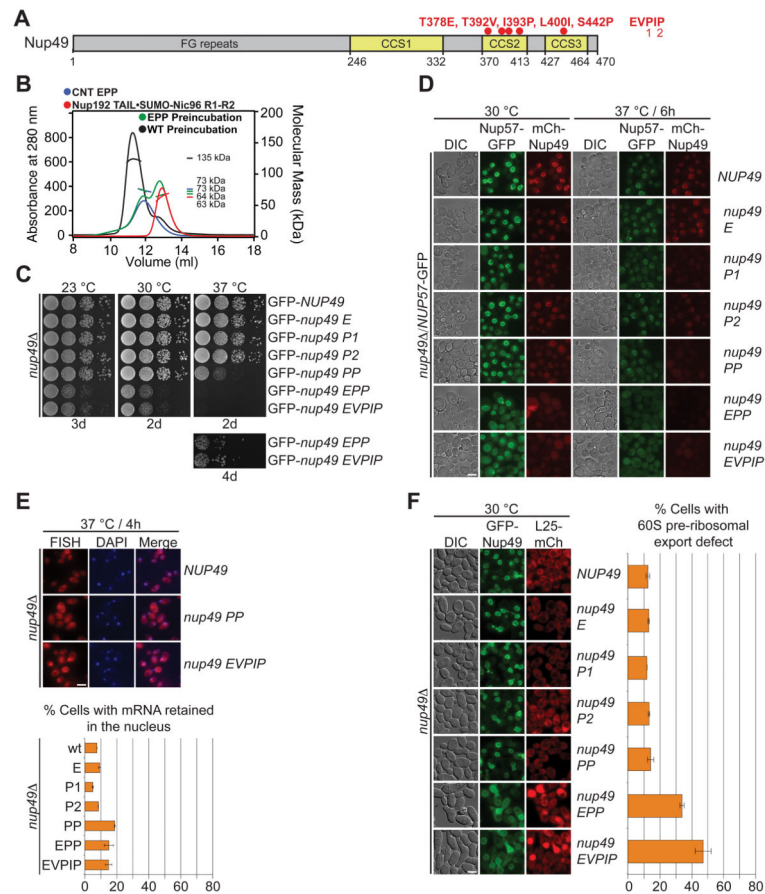 A
T378E, T392V, I393P, L400I, S442P EVPIP
1 2
Nup49 FG repeats CCS1 CCS2 CCS3
1 246 332 370 413 427 464 470
B
CNT EPP
Nup192 TAIL•SUMO-Nic96 R1-R2
EPP Preincubation
WT Preincubation
Absorbance at 280 nm
800
600
400
200
0
135 kDa
73 kDa
73 kDa
64 kDa
63 kDa
200
150
100
50
0
Molecular Mass (kDa)
8 10 12 14 16 18
Volume (ml)
C
23 °C 30 °C 37 °C
nup49Δ
GFP-NUP49
GFP-nup49 E
GFP-nup49 P1
GFP-nup49 P2
GFP-nup49 PP
GFP-nup49 EPP
GFP-nup49 EVPIP
3d 2d 2d
GFP-nup49 EPP
GFP-nup49 EVPIP
4d
D
30 °C 37 °C / 6h
DIC Nup57-GFP mCh-Nup49 DIC Nup57-GFP mCh-Nup49
nup49Δ/NUP57-GFP
NUP49
nup49
E
nup49
P1
nup49
P2
nup49
PP
nup49
EPP
nup49
EVPIP
E
37 °C / 4h
FISH DAPI Merge
nup49Δ
NUP49
nup49 PP
nup49 EVPIP
% Cells with mRNA retained
in the nucleus
nup49Δ
wt
E
P1
P2
PP
EPP
EVPIP
0 20 40 60 80
F
30 °C
DIC GFP-Nup49 L25-mCh
nup49Δ
% Cells with
60S pre-ribosomal
export defect
0 20 40 60 80
NUP49
nup49
E
nup49
P1
nup49
P2
nup49
PP
nup49
EPP
nup49
EVPIP
0 20 40 60 80